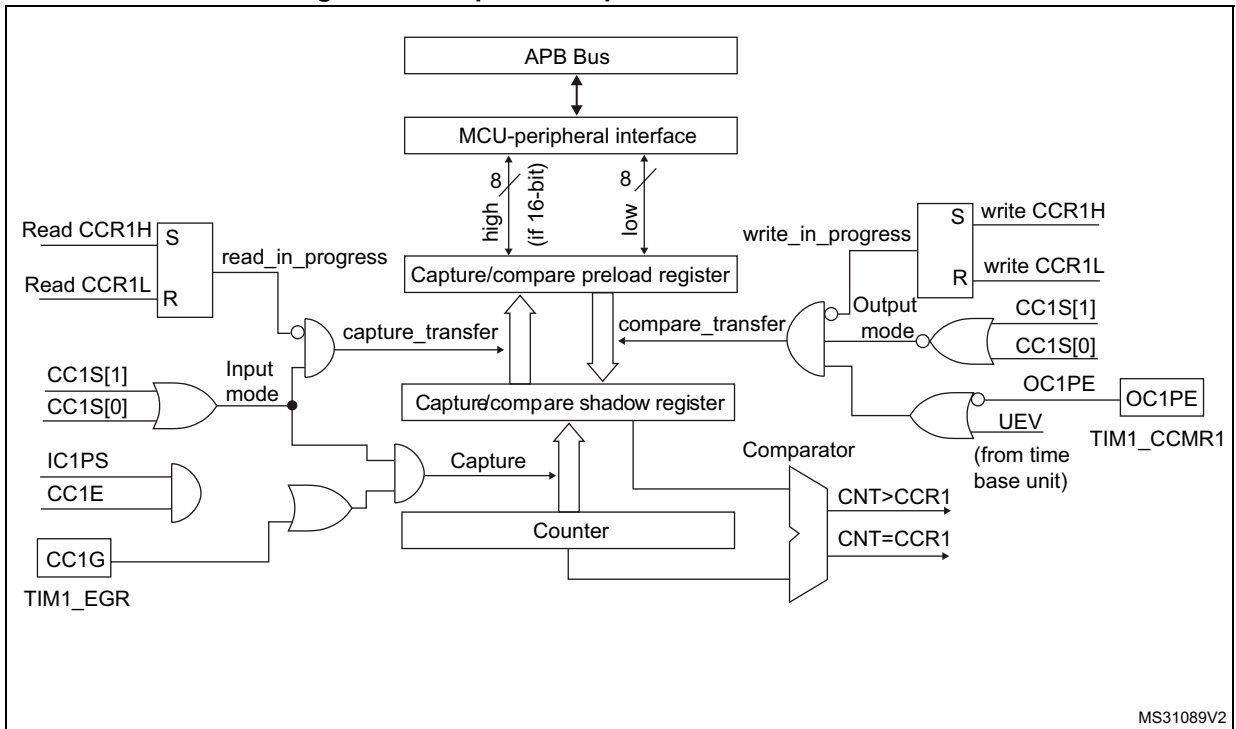 APB Bus
MCU-peripheral interface
8
high
(if 16-bit)
8
low
Read CCR1H
S
read_in_progress
Read CCR1L
R
write_in_progress
S
write CCR1H
R
write CCR1L
Capture/compare preload register
capture_transfer
compare_transfer
Output
mode
CC1S[1]
CC1S[0]
CC1S[1]
CC1S[0]
Input
mode
Capture/compare shadow register
OC1PE
OC1PE
UEV
TIM1_CCMR1
(from time
base unit)
IC1PS
CC1E
Capture
Comparator
CNT>CCR1
Counter
CNT=CCR1
CC1G
TIM1_EGR
MS31089V2